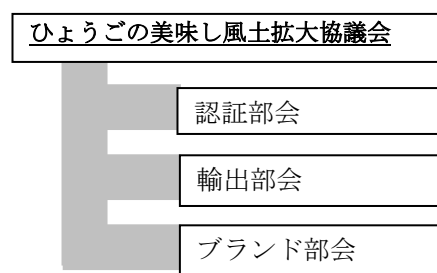 ひょうごの美味し風土拡大協議会
認証部会
輸出部会
ブランド部会